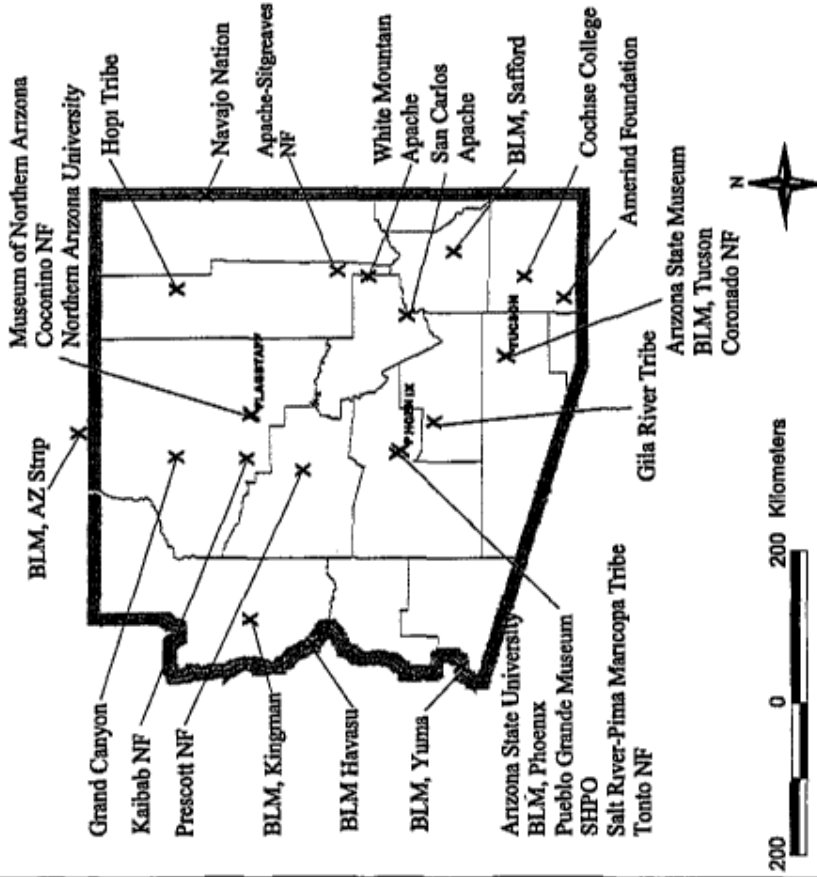 Museum of Northern Arizona
Coconino NF
Northern Arizona University
BLM, AZ Strip
Hopi Tribe
Navajo Nation
Apache-Sitgreaves
NF
White Mountain
Apache
San Carlos
Apache
BLM, Safford
Cochise College
Amerind Foundation
Arizona State Museum
BLM, Tucson
Coronado NF
Gila River Tribe
Grand Canyon
Kaibab NF
Prescott NF
BLM, Kingman
BLM Havasu
BLM, Yuma
Arizona State University
BLM, Phoenix
Pueblo Grande Museum
SHPO
Salt River-Pima Maricopa Tribe
Tonto NF
FLAGSTAFF
PHOENIX
TUCSON
N
200 0 200 Kilometers